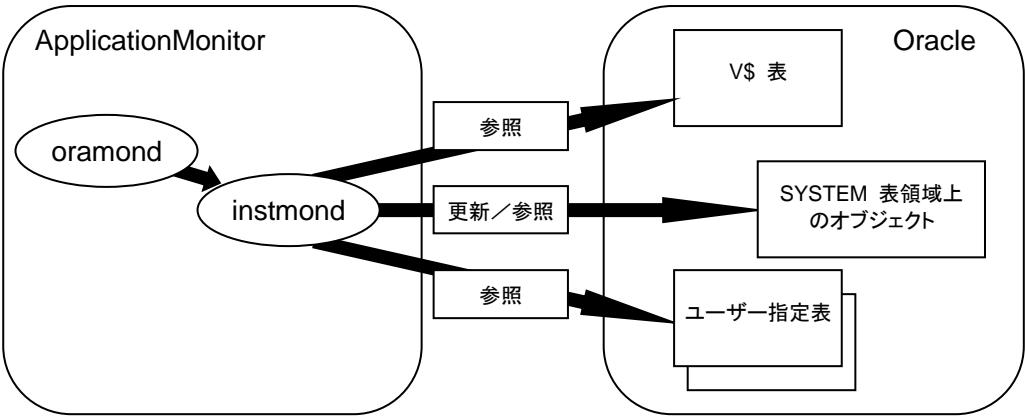 ApplicationMonitor
Oracle
oramond
instmond
参照
更新／参照
参照
V$ 表
SYSTEM 表領域上
のオブジェクト
ユーザー指定表